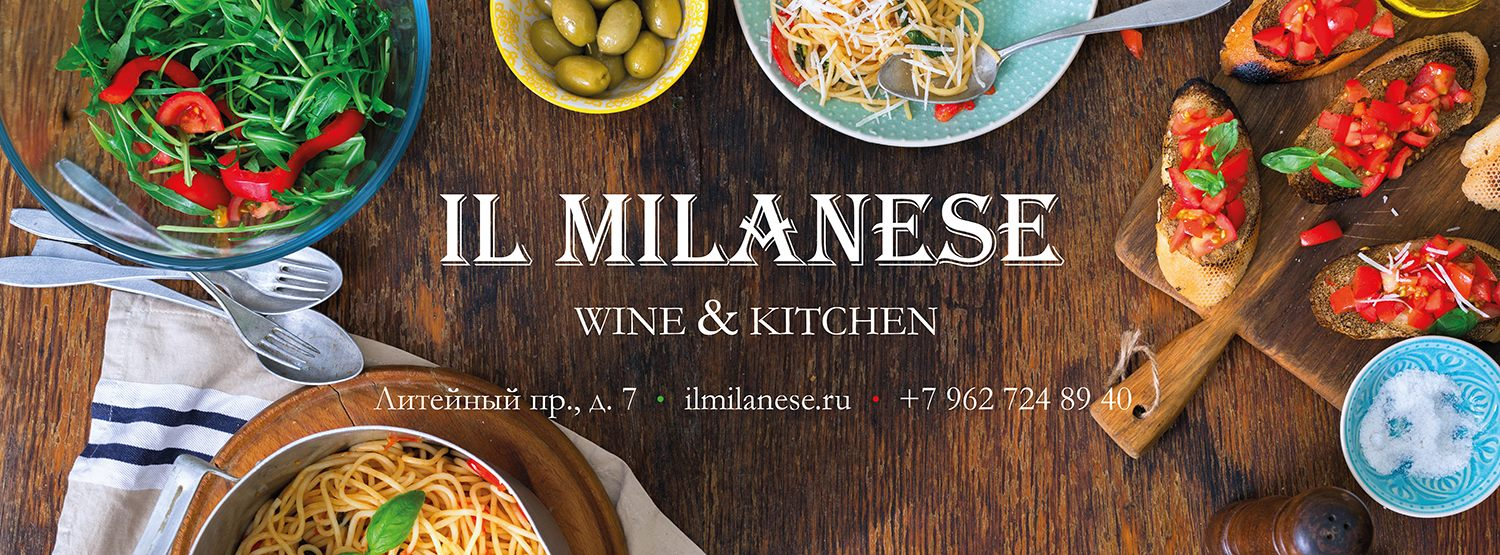 IL MILANESE
WINE & KITCHEN
Литейный пр., д. 7 • ilmilanese.ru • +7 962 724 89 40